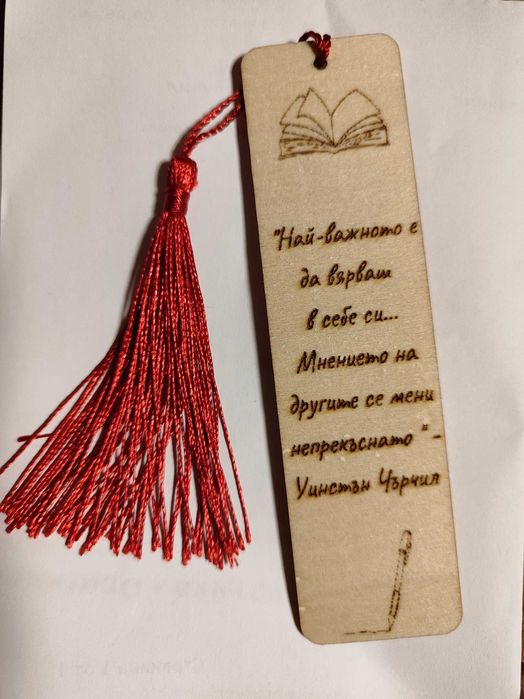 "Най-важното е
да вярваш
в себе си...
Мнението на
другите се мени
непрекъснато" -
Уинстън Чърчил